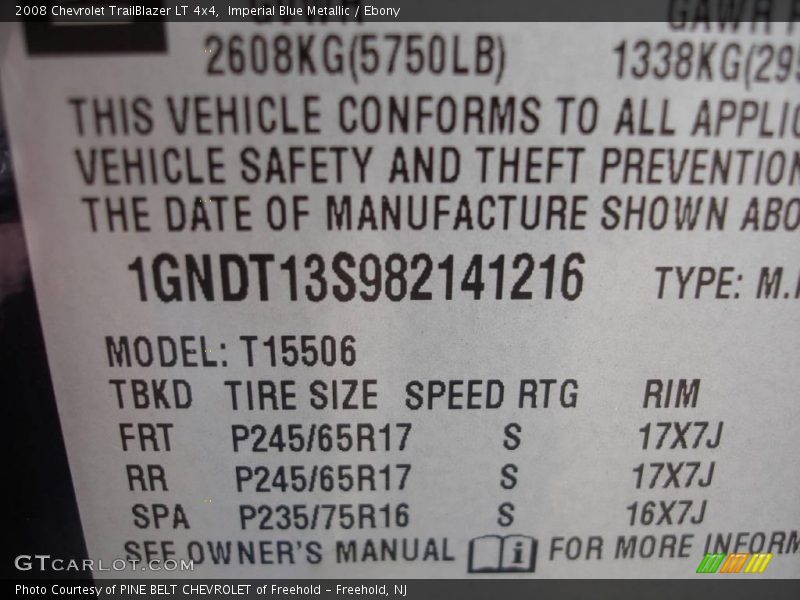 2008 Chevrolet TrailBlazer LT 4x4, Imperial Blue Metallic / Ebony
2608KG(5750LB) 1338KG(295
THIS VEHICLE CONFORMS TO ALL APPLIC
VEHICLE SAFETY AND THEFT PREVENTION
THE DATE OF MANUFACTURE SHOWN ABO
1GNDT13S982141216 TYPE: M.
MODEL: T15506
TBKD TIRE SIZE SPEED RTG RIM
FRT P245/65R17 S 17X7J
RR P245/65R17 S 17X7J
SPA P235/75R16 S 16X7J
SEE OWNER'S MANUAL i FOR MORE INFORM
GTCARLOT.COM
Photo Courtesy of PINE BELT CHEVROLET of Freehold - Freehold, NJ